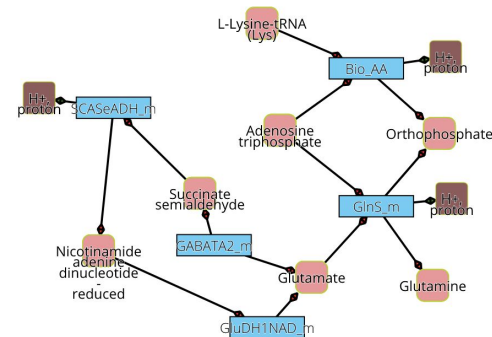 L-Lysine-tRNA
(Lys)
Bio_AA
H+,
proton
H+,
proton
SCASeADH_m
Adenosine
triphosphate
Orthophosphate
Succinate
semialdehyde
GlnS_m
H+,
proton
GABATA2_m
Nicotinamide
adenine
dinucleotide
-
reduced
Glutamate
Glutamine
GluDH1NAD_m